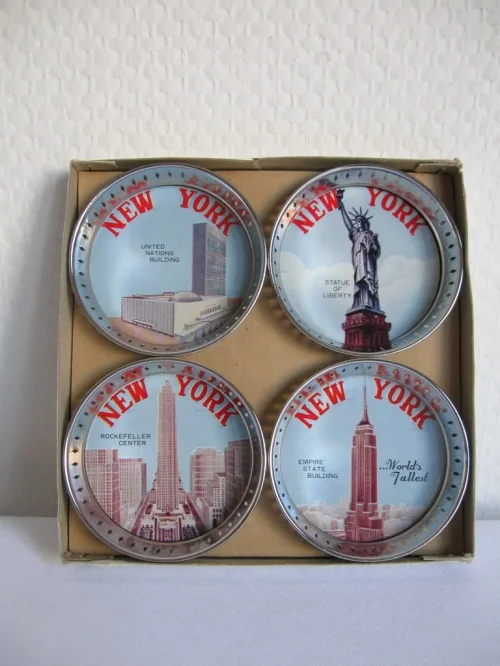 NEW YORK
UNITED
NATIONS
BUILDING
NEW YORK
STATUE
OF
LIBERTY
NEW YORK
ROCKEFELLER
CENTER
NEW YORK
EMPIRE
STATE
BUILDING
...World's
Tallest